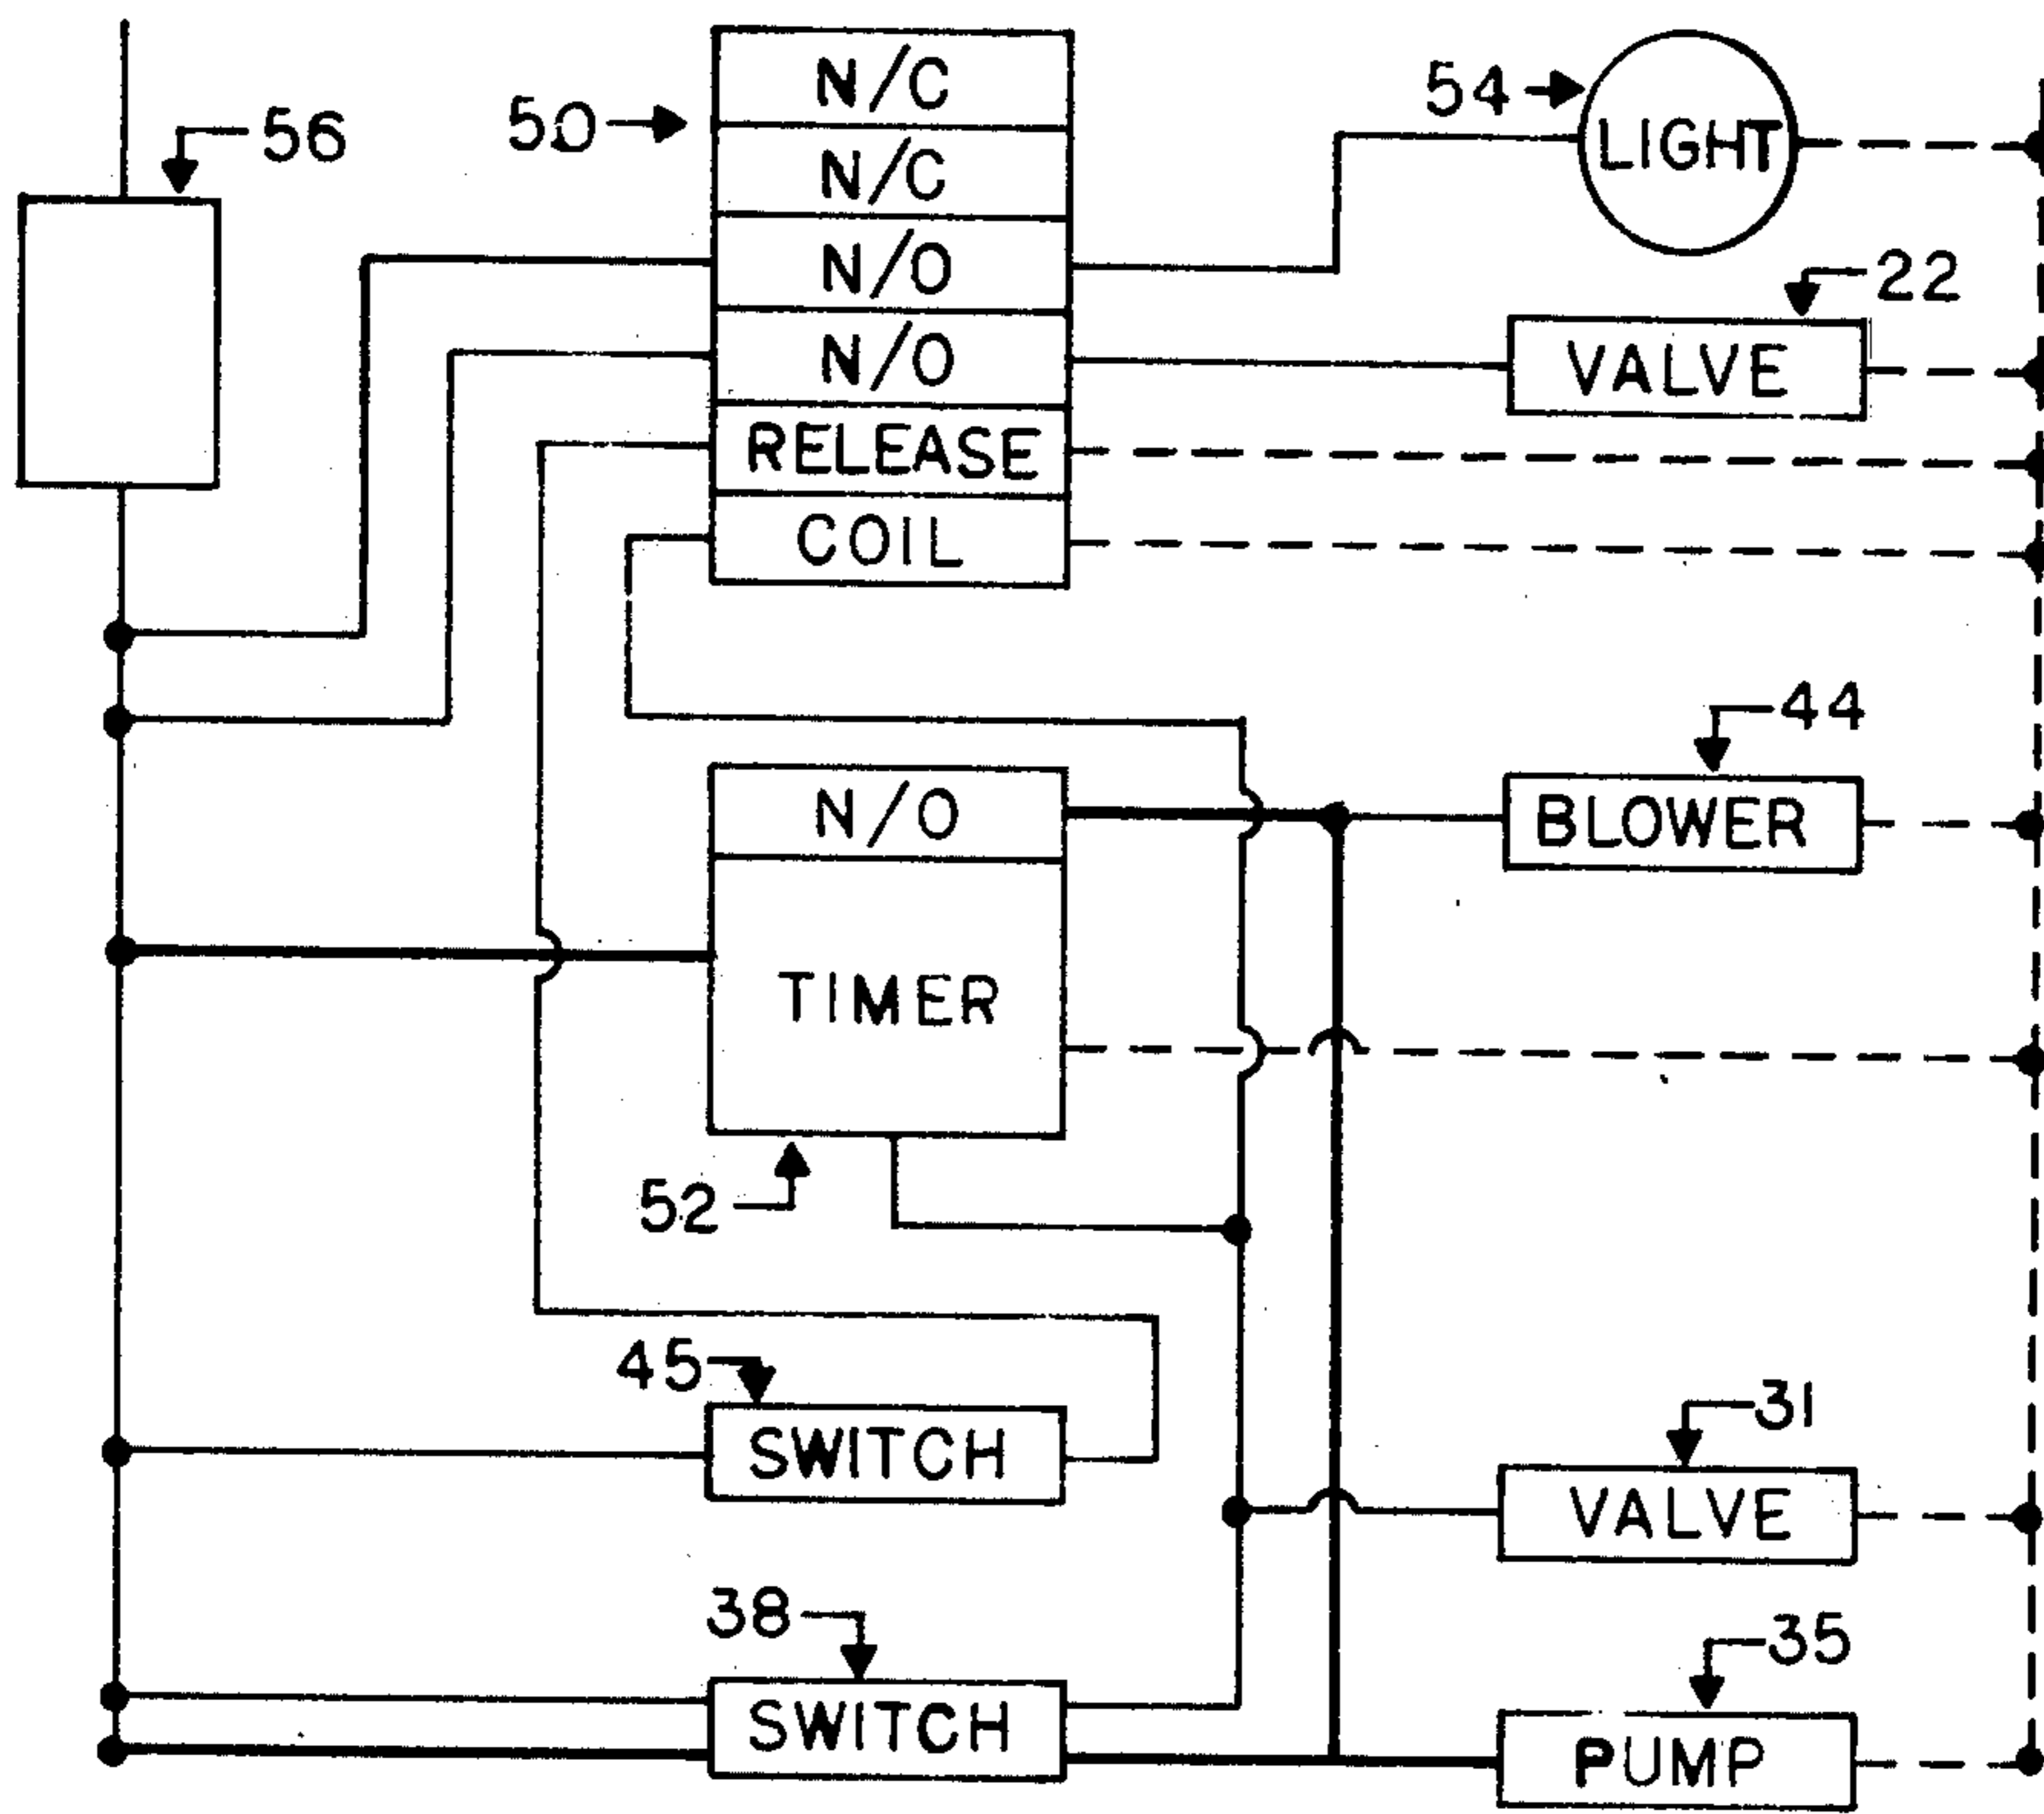 56
50
N/C
N/C
N/O
N/O
RELEASE
COIL
54
LIGHT
22
VALVE
44
BLOWER
N/O
TIMER
52
45
SWITCH
31
VALVE
38
SWITCH
35
PUMP